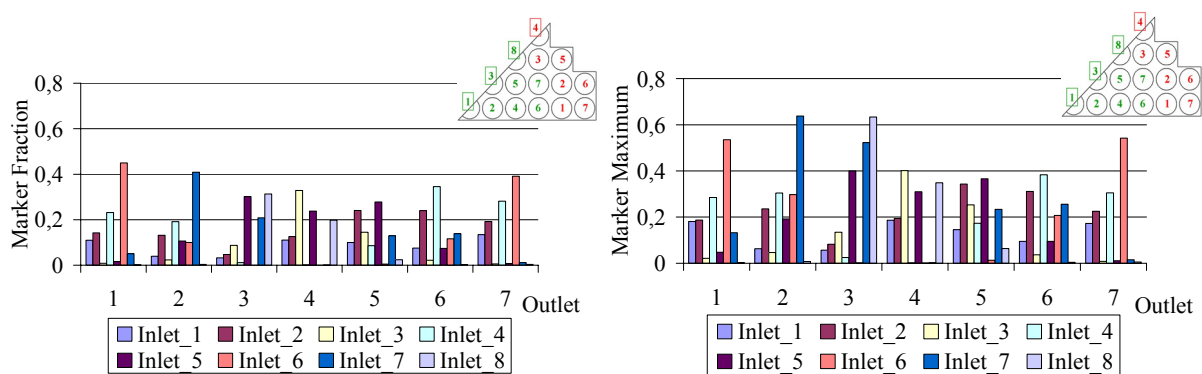 4
8 3 5
3 5 7 2 6
1 2 4 6 1 7
0,8
0,6
0,4
0,2
0
Marker Fraction
1 2 3 4 5 6 7 Outlet
Inlet_1 Inlet_2 Inlet_3 Inlet_4
Inlet_5 Inlet_6 Inlet_7 Inlet_8
4
8 3 5
3 5 7 2 6
1 2 4 6 1 7
0,8
0,6
0,4
0,2
0
Marker Maximum
1 2 3 4 5 6 7 Outlet
Inlet_1 Inlet_2 Inlet_3 Inlet_4
Inlet_5 Inlet_6 Inlet_7 Inlet_8